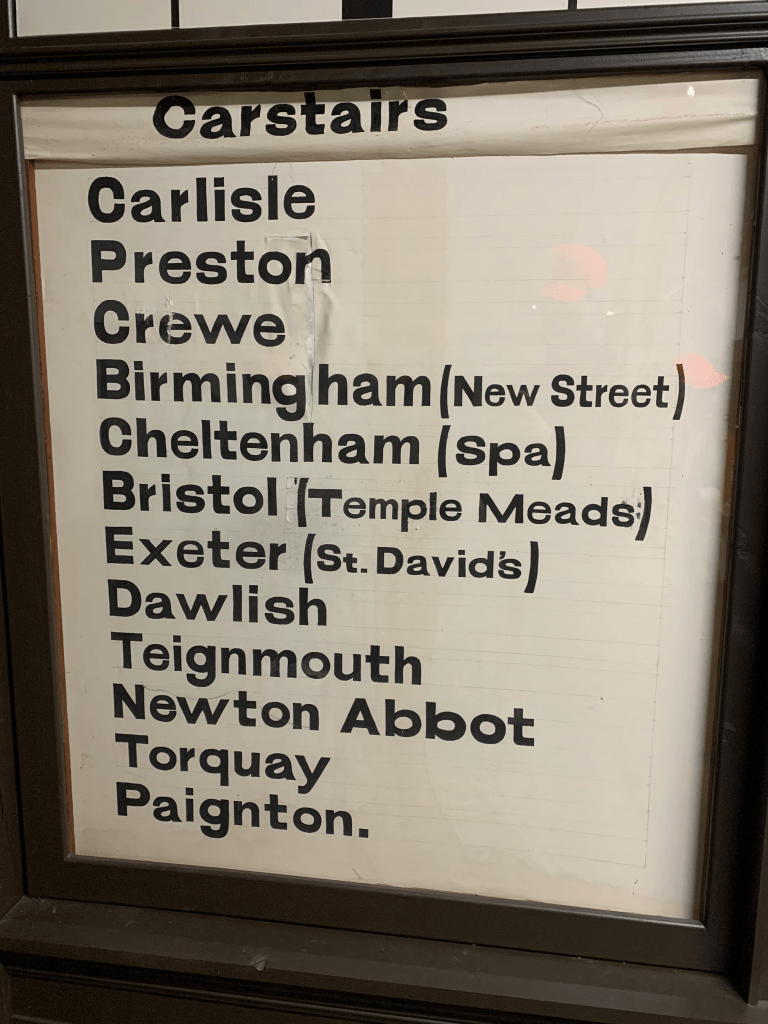 Carstairs
Carlisle
Preston
Crewe
Birmingham (New Street)
Cheltenham (Spa)
Bristol (Temple Meads)
Exeter (St. David's)
Dawlish
Teignmouth
Newton Abbot
Torquay
Paignton.